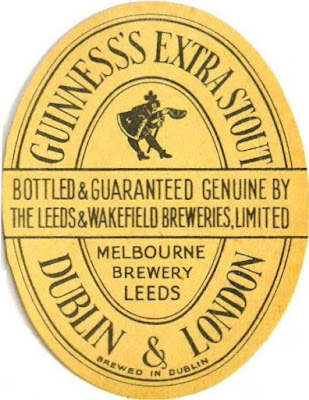 GUINNESS'S EXTRA STOUT
BOTTLED & GUARANTEED GENUINE BY
THE LEEDS & WAKEFIELD BREWERIES, LIMITED
MELBOURNE
BREWERY
LEEDS
DUBLIN & LONDON
BREWED IN DUBLIN